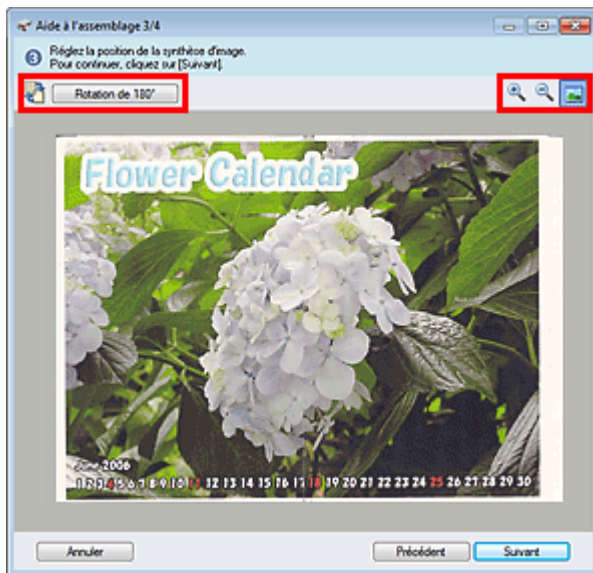 Aide à l'assemblage 3/4
3
Réglez la position de la synthèse d'image.
Pour continuer, cliquez sur [Suivant].
Rotation de 180°
Flower Calendar
June 2006
1 2 3 4 5 6 7 8 9 10 11 12 13 14 15 16 17 18 19 20 21 22 23 24 25 26 27 28 29 30
Annuler
Précédent
Suivant